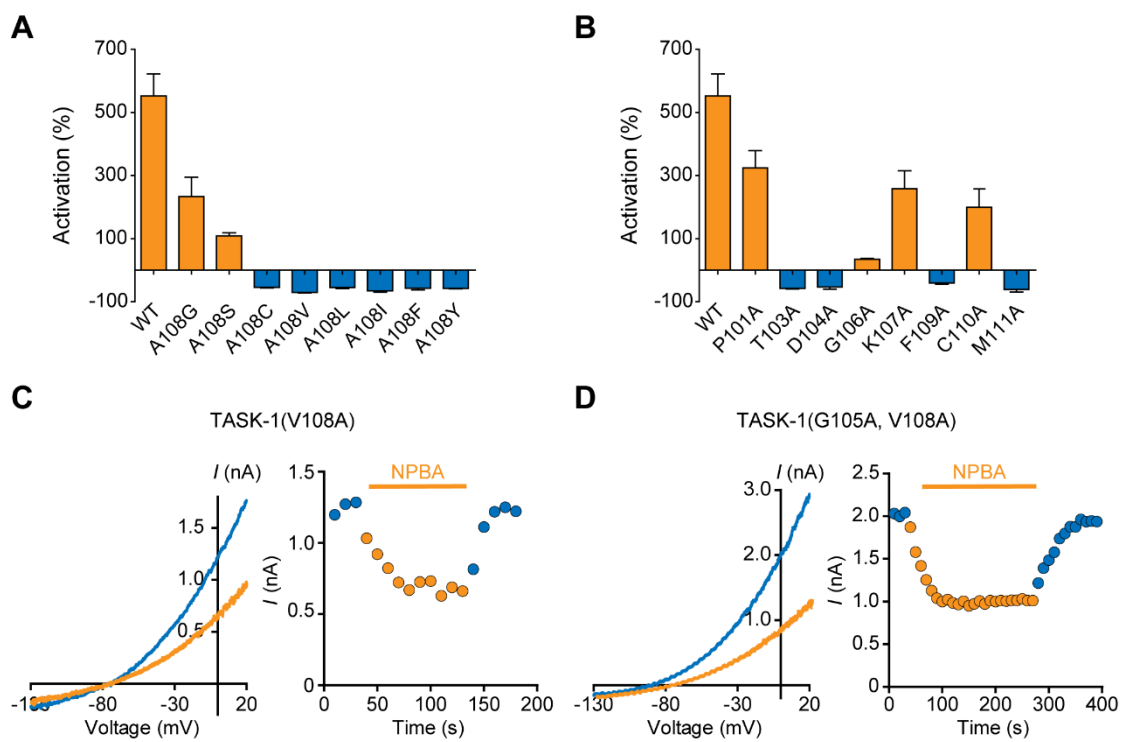 A
700
500
300
100
-100
Activation (%)
WT
A108G
A108S
A108C
A108V
A108L
A108I
A108F
A108Y
B
700
500
300
100
-100
Activation (%)
WT
P101A
T103A
D104A
G106A
K107A
F109A
C110A
M111A
C
TASK-1(V108A)
I (nA)
1.5
1.0
0.5
-30
20
Voltage (mV)
NPBA
1.5
1.0
0.5
0
I (nA)
0
50
100
150
200
Time (s)
D
TASK-1(G105A, V108A)
I (nA)
3.0
2.0
1.0
-130
-80
-30
20
Voltage (mV)
NPBA
2.5
2.0
1.5
1.0
0.5
0
I (nA)
0
100
200
300
400
Time (s)